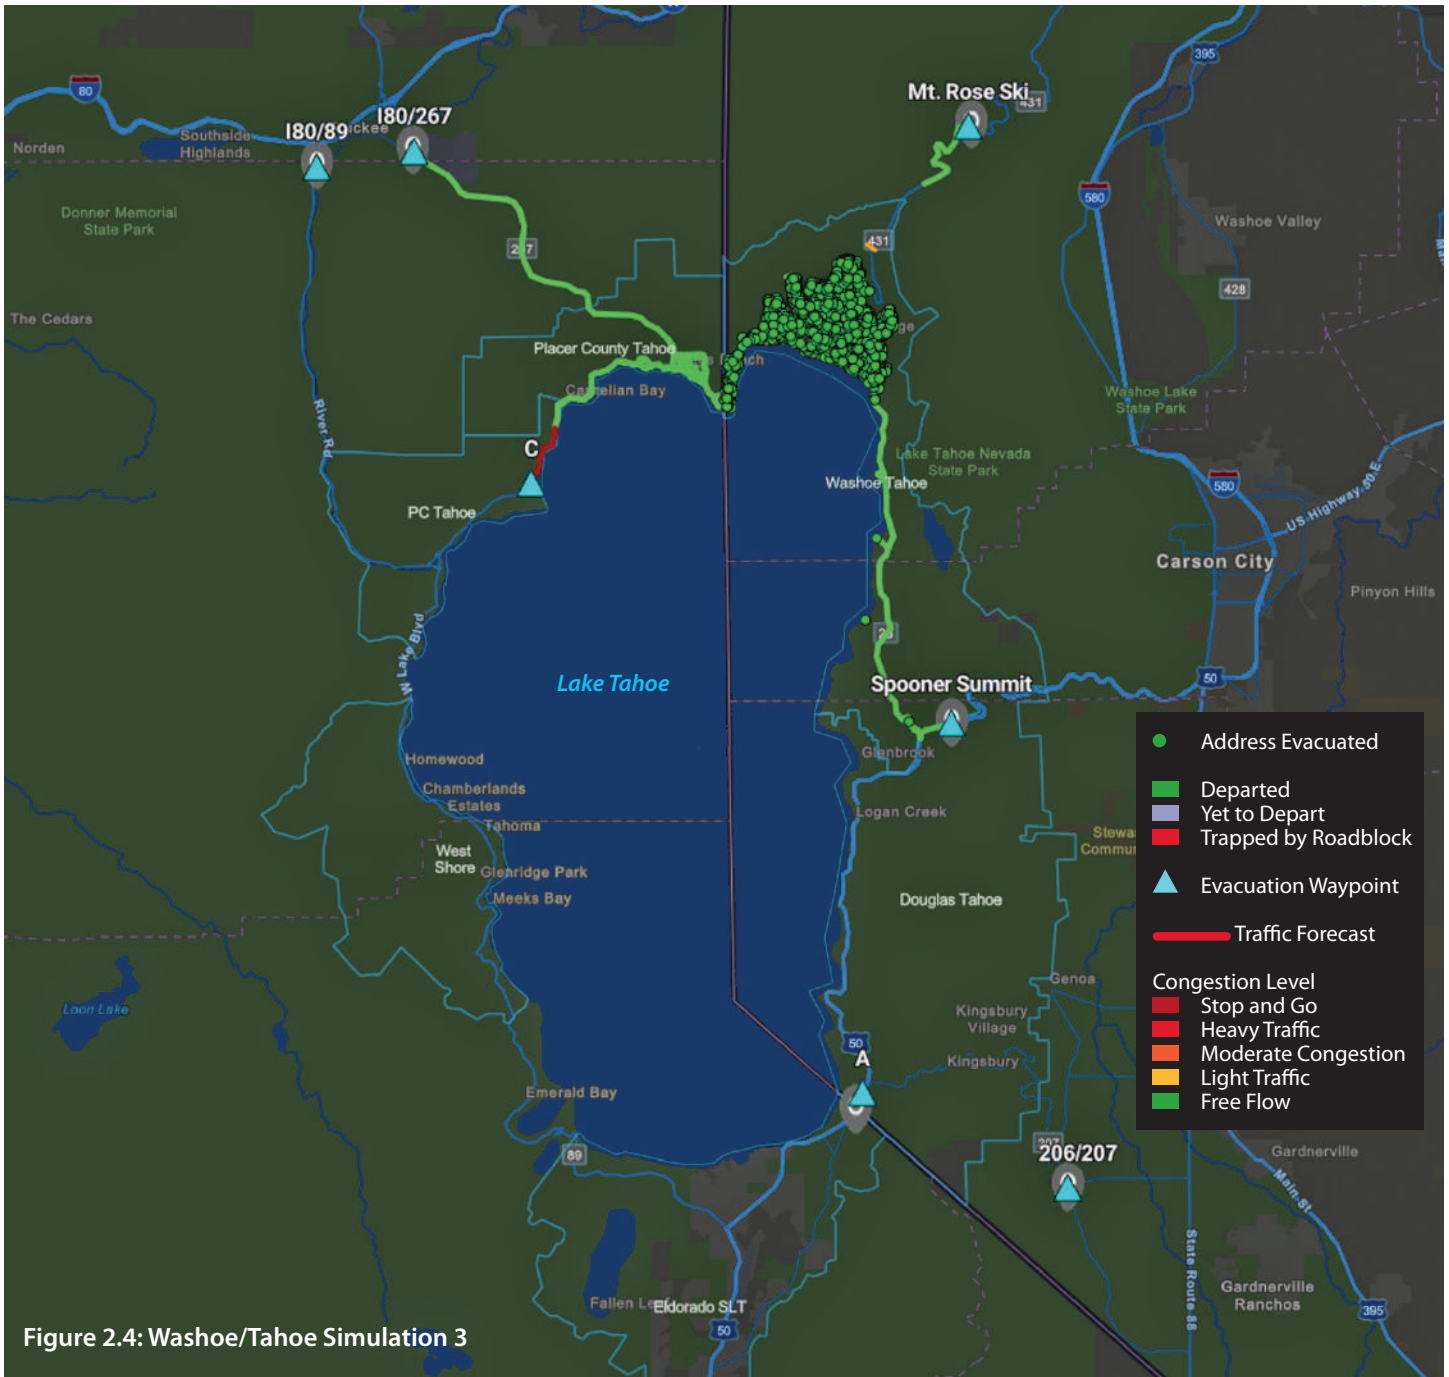 395
Mt. Rose Ski
431
80
I80/267
I80/89
Southside
Highlands
Norden
580
Donner Memorial
State Park
Washoe Valley
431
428
The Cedars
Placer County Tahoe
Carnelian Bay
Washoe Lake
State Park
River Rd
C
Lake Tahoe Nevada
State Park
Washoe Tahoe
580
US Highway 50 E
PC Tahoe
Carson City
Pinyon Hills
W Lake Blvd
50
Lake Tahoe
Spooner Summit
Glenbrook
Homewood
Chamberlands
Estates
Tahoma
Logan Creek
West
Shore
Glenridge Park
Meeks Bay
Douglas Tahoe
Genoa
Loon Lake
Kingsbury
Village
50
A
Kingsbury
Emerald Bay
89
207
206/207
Gardnerville
Main St
State Route 88
Gardnerville
Ranchos
Eldorado SLT
395
50
Address Evacuated
Departed
Yet to Depart
Trapped by Roadblock
Evacuation Waypoint
Traffic Forecast
Congestion Level
Stop and Go
Heavy Traffic
Moderate Congestion
Light Traffic
Free Flow
Figure 2.4: Washoe/Tahoe Simulation 3